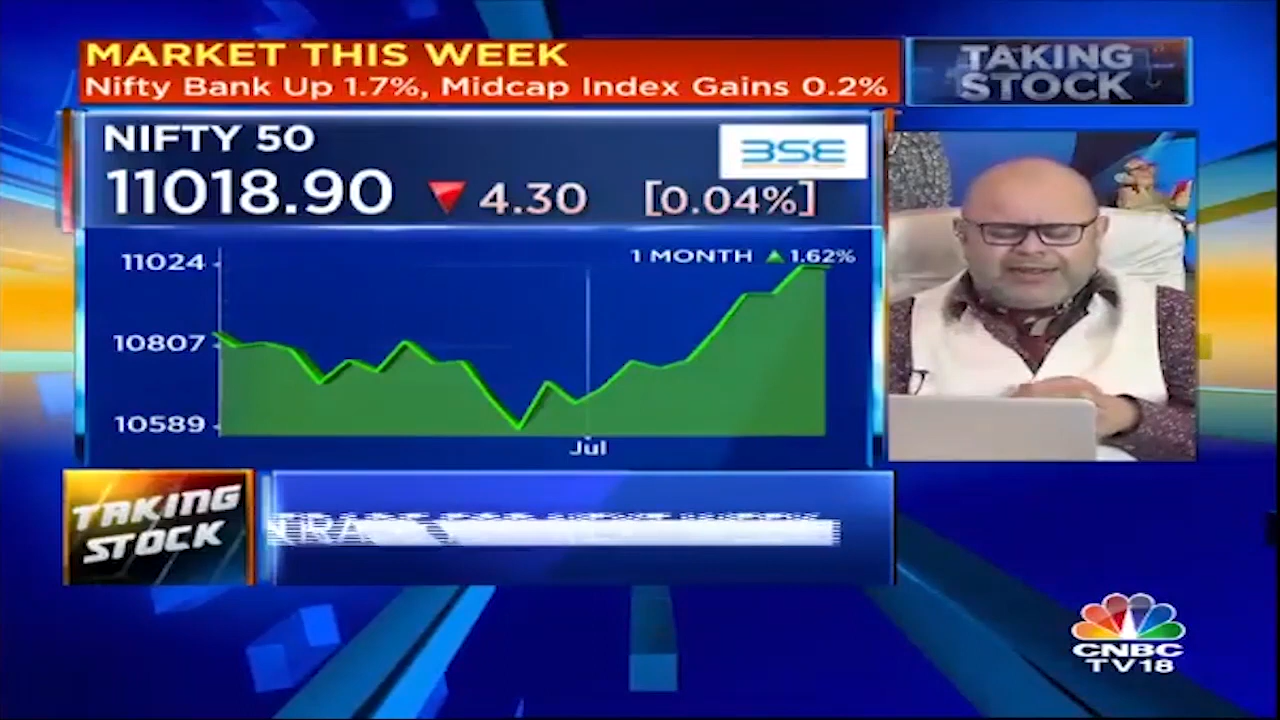 MARKET THIS WEEK
Nifty Bank Up 1.7%, Midcap Index Gains 0.2%
TAKING
STOCK
NIFTY 50
BSE
11018.90 ▼ 4.30 [0.04%]
1 MONTH ▲ 1.62%
11024
10807
10589
Jul
TAKING
STOCK
CNBC
TV18